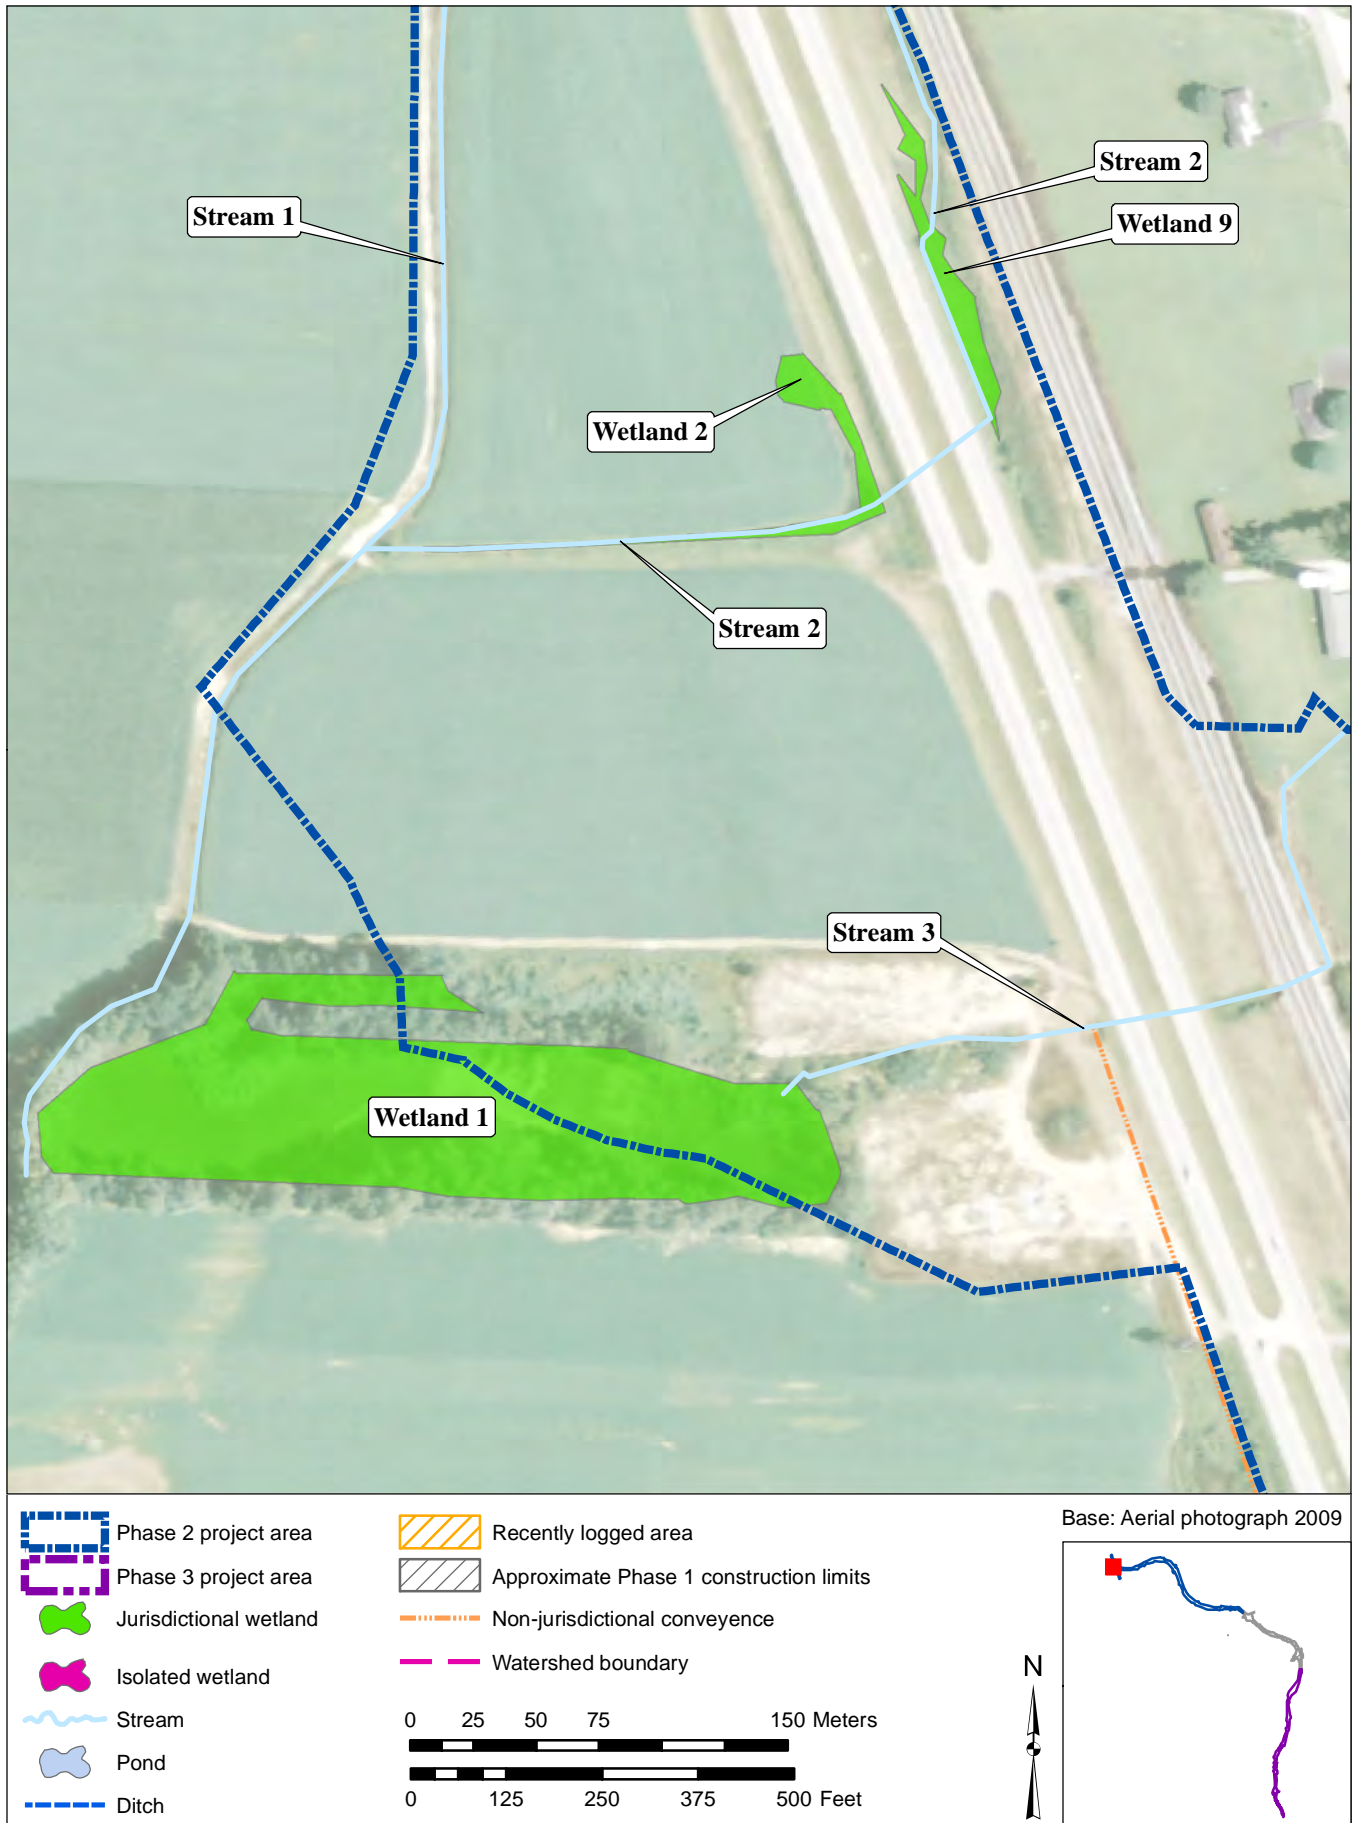 Stream 2
Stream 1
Wetland 9
Wetland 2
Stream 2
Stream 3
Wetland 1
Base: Aerial photograph 2009
Phase 2 project area
Recently logged area
Phase 3 project area
Approximate Phase 1 construction limits
Jurisdictional wetland
Non-jurisdictional conveyence
Isolated wetland
Watershed boundary
N
Stream
0 25 50 75 150 Meters
Pond
Ditch
0 125 250 375 500 Feet